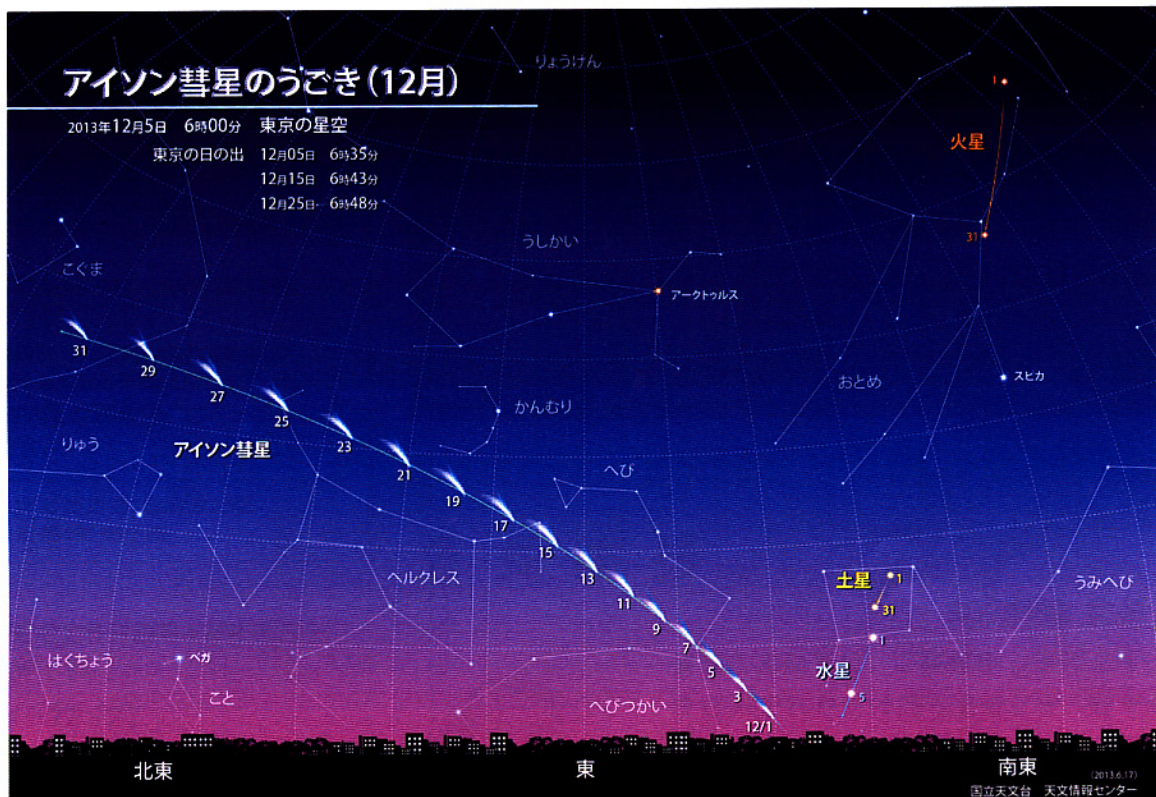 アイソン彗星のうごき(12月)
2013年12月5日 6時00分 東京の星空
東京の日の出 12月05日 6時35分
12月15日 6時43分
12月25日 6時48分
りょうけん
1
火星
31
うしかい
アークトゥルス
こぐま
31
29
27
25
23
21
19
17
15
13
11
9
7
5
3
12/1
アイソン彗星
かんむり
おとめ
スピカ
りゅう
へび
ヘルクレス
土星
1
31
うみへび
1
水星
5
はくちょう
ベガ
こと
へびつかい
北東
東
南東
(2013.6.17)
国立天文台 天文情報センター